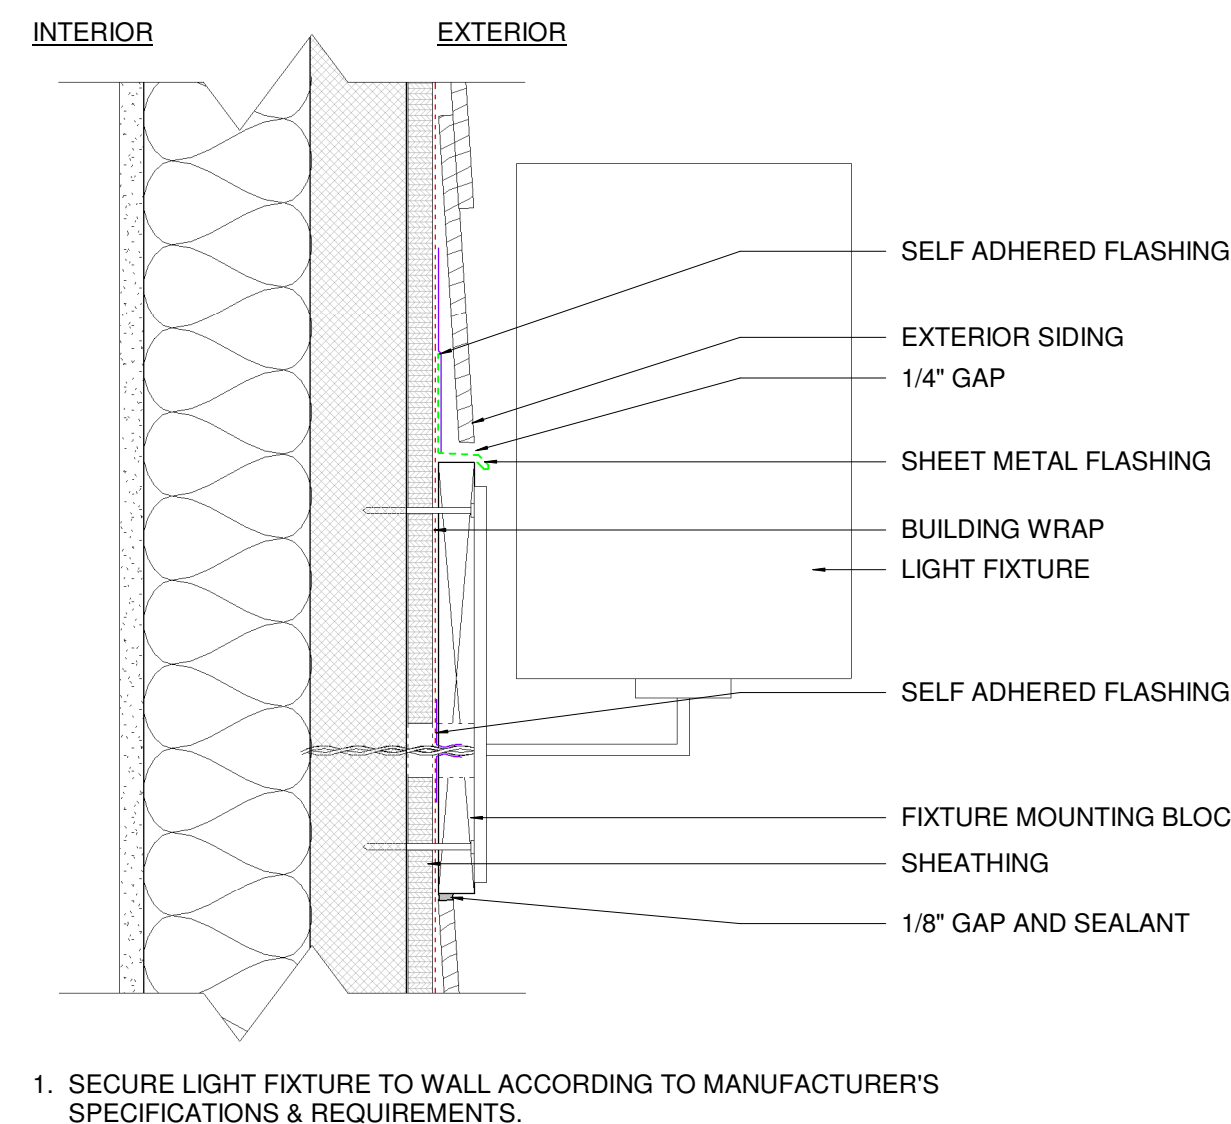 INTERIOR
EXTERIOR
SELF ADHERED FLASHING
EXTERIOR SIDING
1/4" GAP
SHEET METAL FLASHING
BUILDING WRAP
LIGHT FIXTURE
SELF ADHERED FLASHING
FIXTURE MOUNTING BLOC
SHEATHING
1/8" GAP AND SEALANT
1. SECURE LIGHT FIXTURE TO WALL ACCORDING TO MANUFACTURER'S
SPECIFICATIONS & REQUIREMENTS.